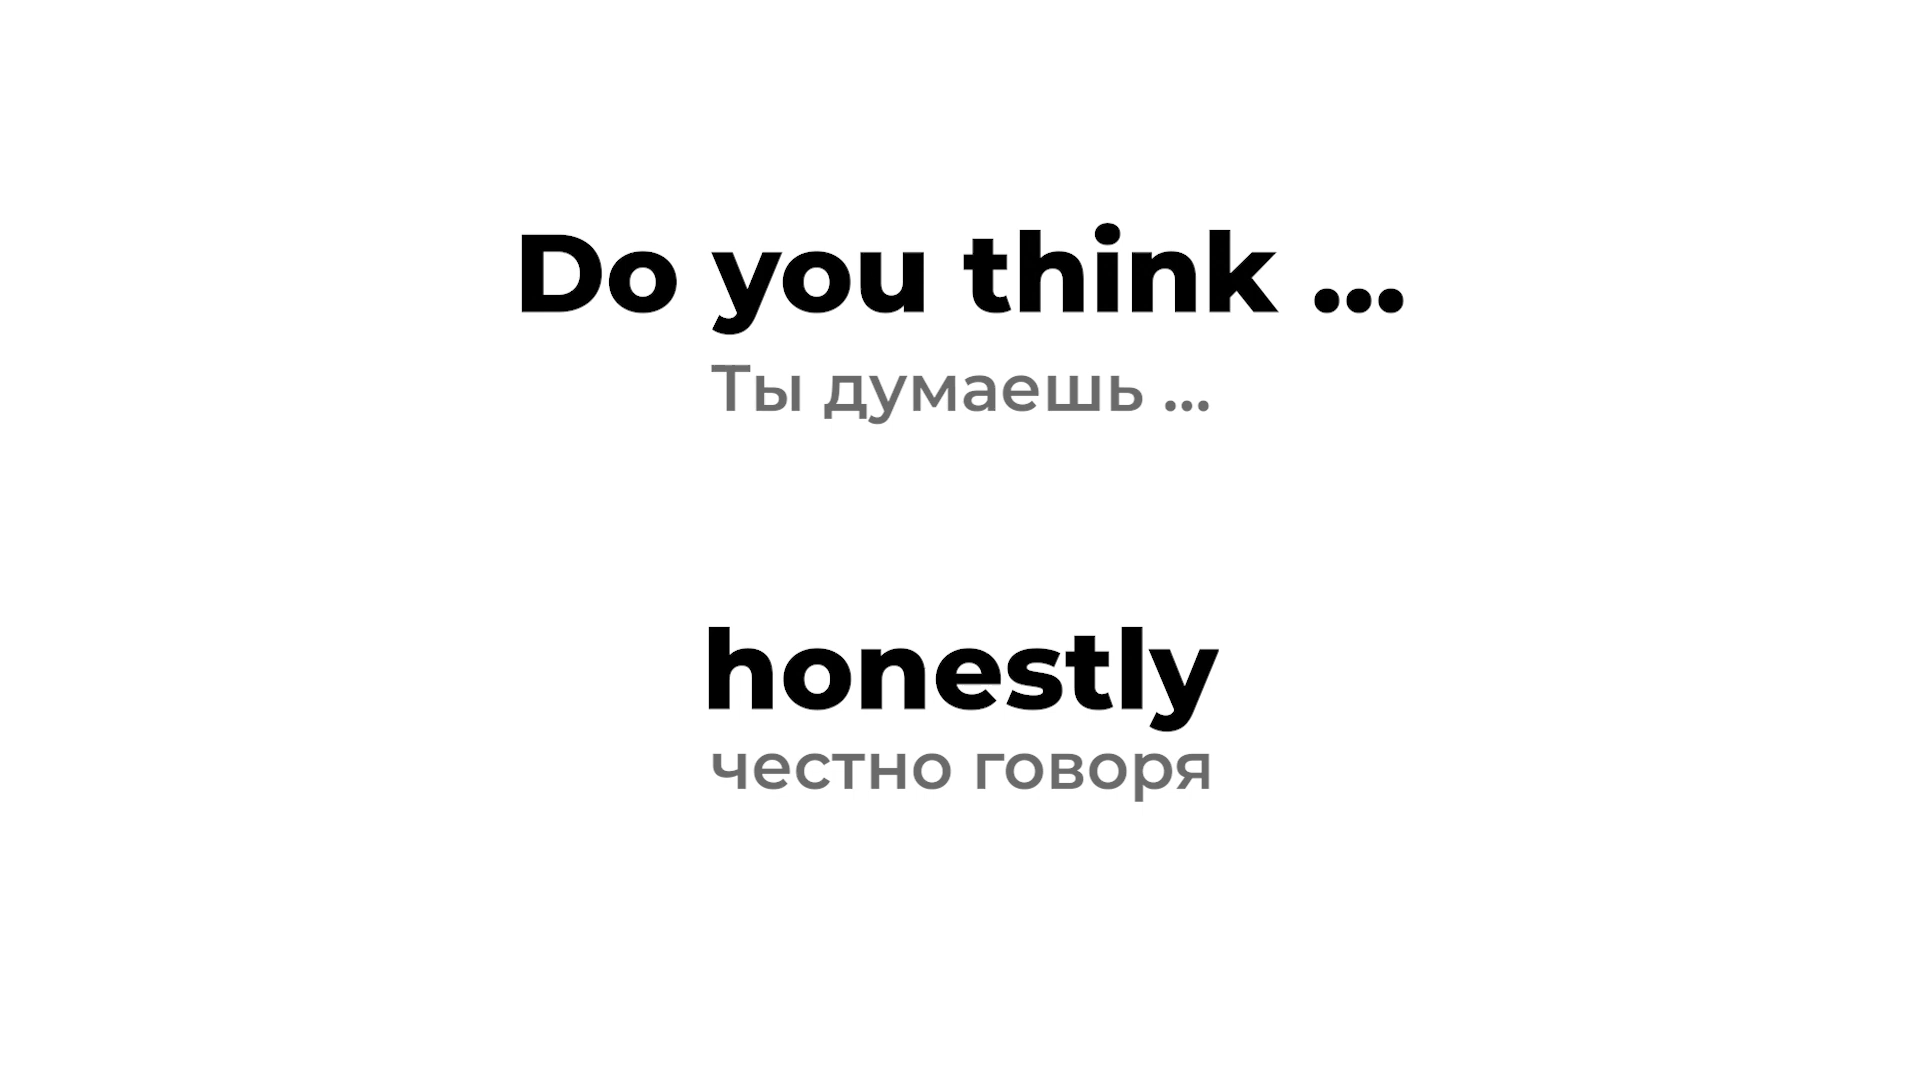 Do you think ...
Ты думаешь ...
honestly
честно говоря